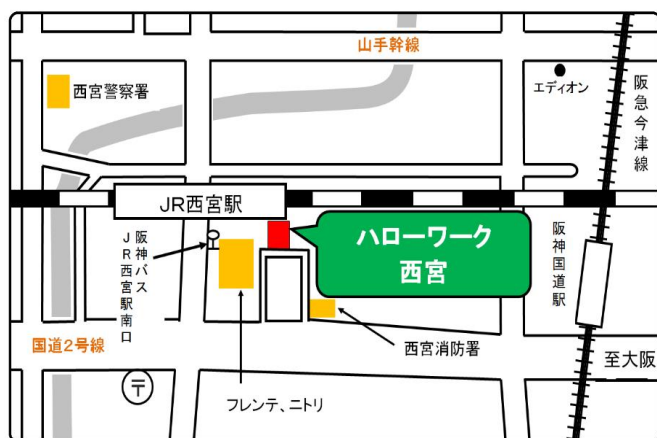 山手幹線
西宮警察署
エディオン
阪急今津線
JR西宮駅
ハローワーク
西宮
阪神バス
JR西宮駅南口
阪神国道駅
国道2号線
西宮消防署
至大阪
〒
フレンテ、ニトリ